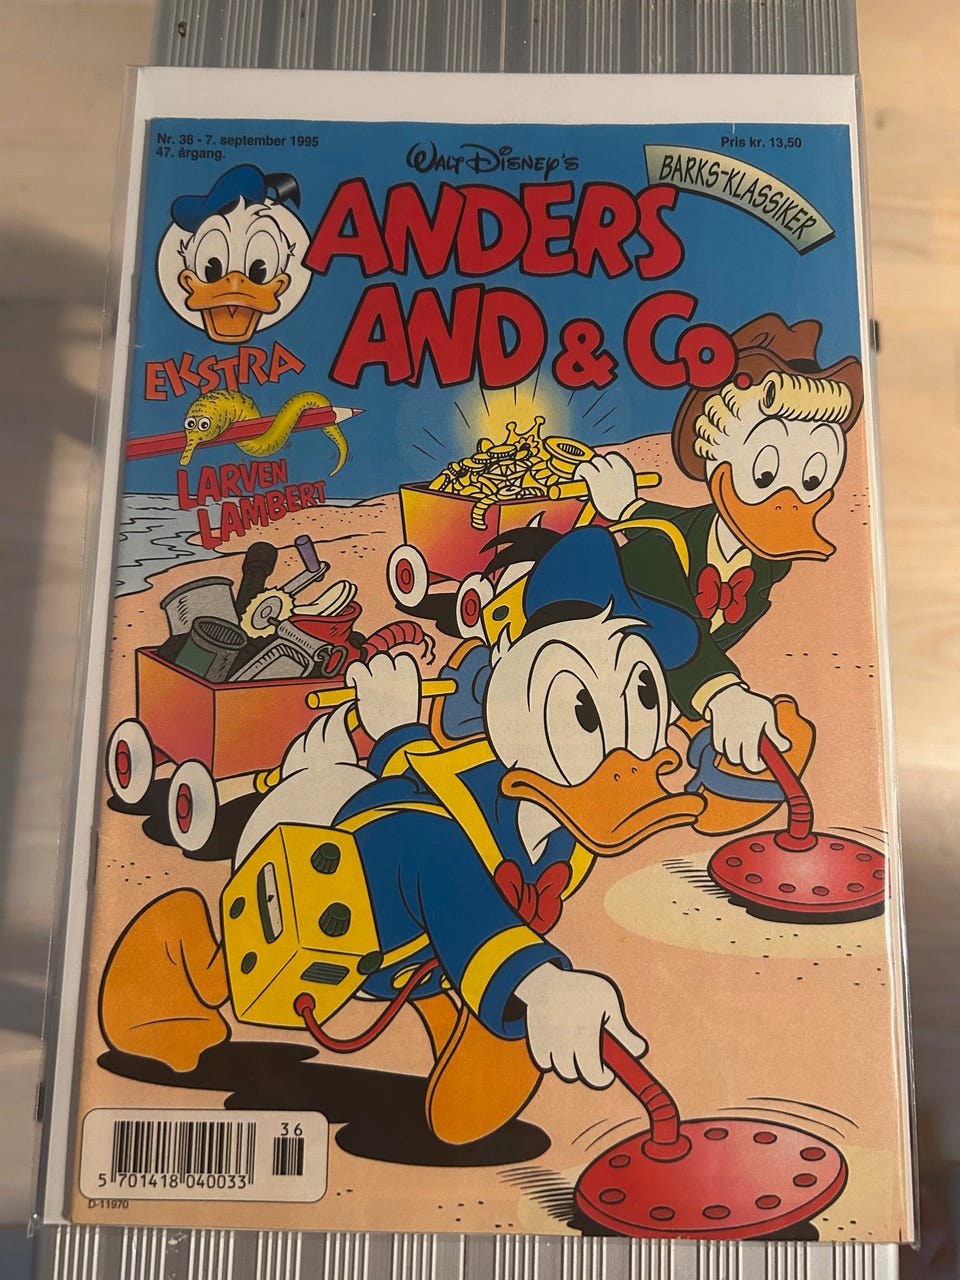 Nr. 36 - 7. september 1995
47. årgang.
Pris kr. 13,50
WALT DISNEY'S
ANDERS
AND & Co.
BARKS-KLASSIKER
EKSTRA
LARVEN
LAMBERT
36
5 701418 040033
D-11970